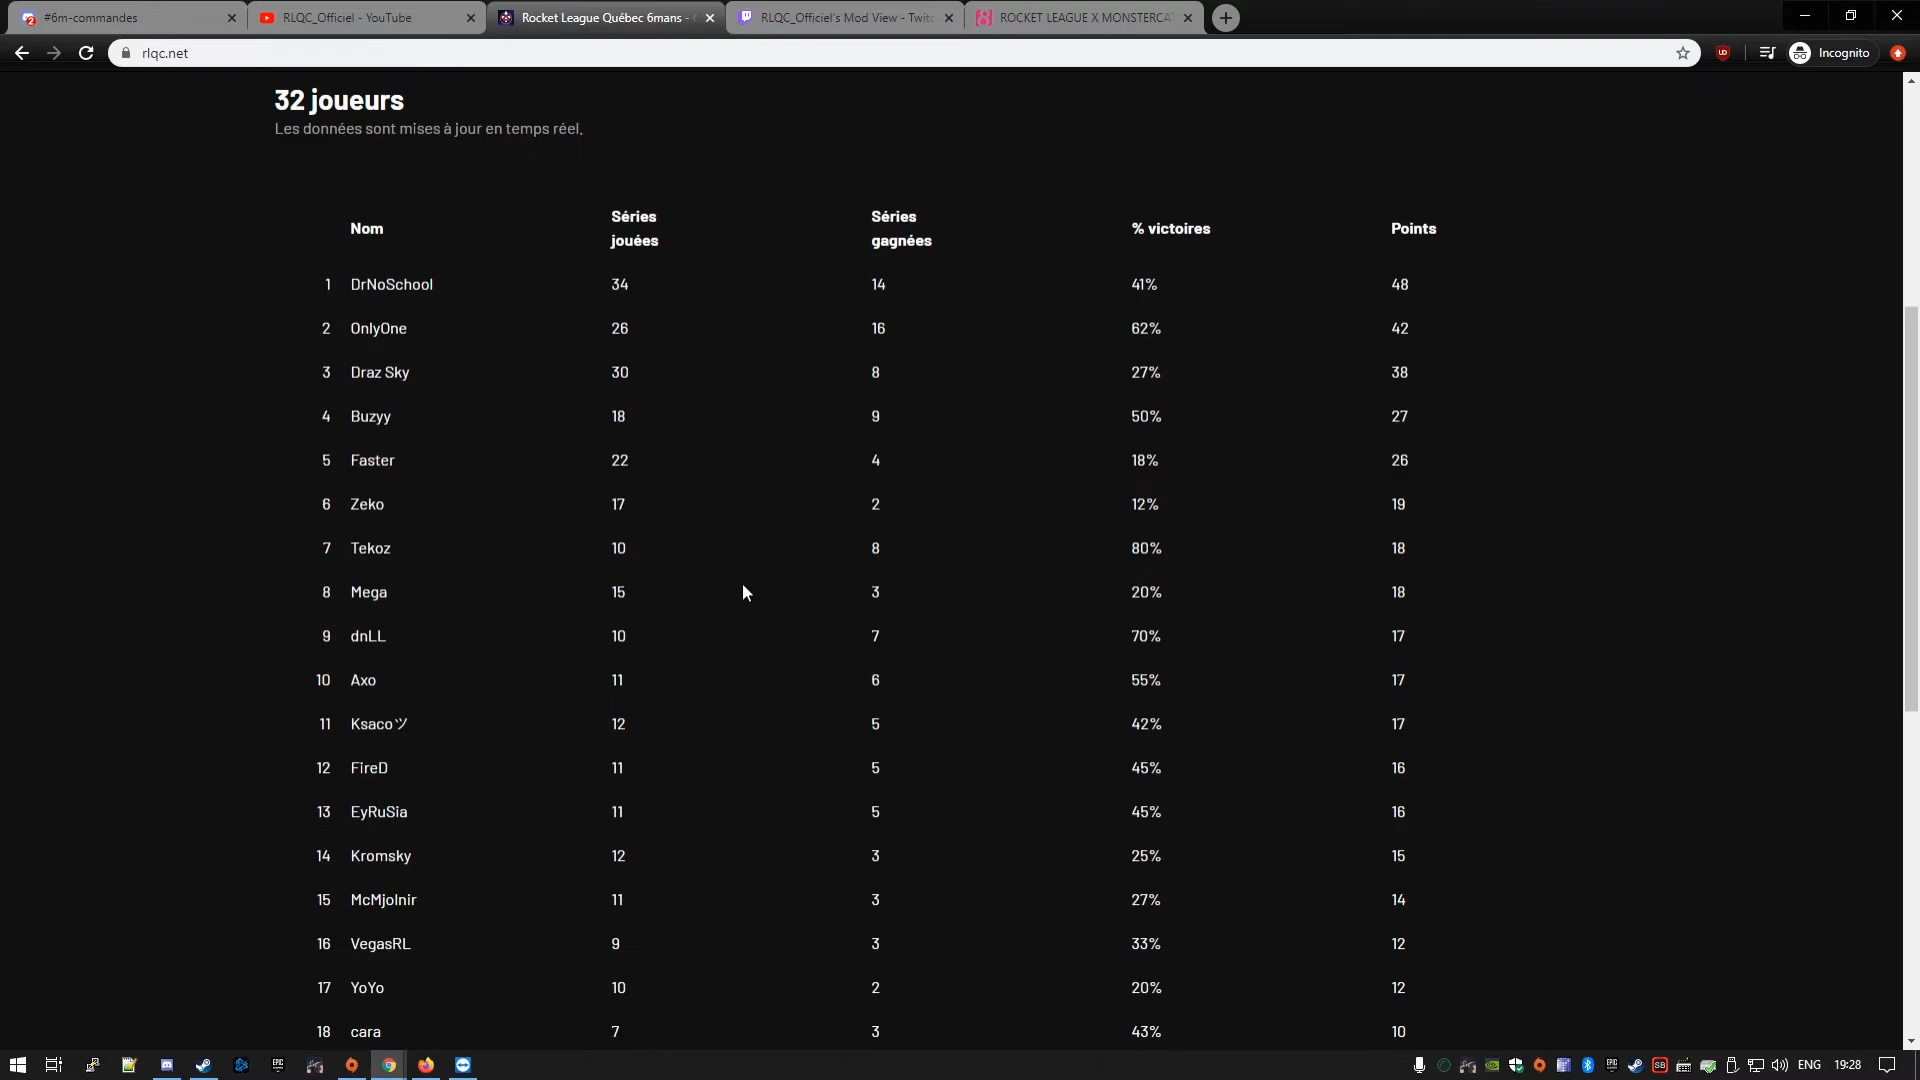 #6m-commandes
RLQC_Officiel - YouTube
Rocket League Québec 6mans -
RLQC_Officiel's Mod View - Twitc
ROCKET LEAGUE X MONSTERCA
rlqc.net
Incognito
32 joueurs
Les données sont mises à jour en temps réel.
Nom Séries jouées Séries gagnées % victoires Points
1 DrNoSchool 34 14 41% 48
2 OnlyOne 26 16 62% 42
3 Draz Sky 30 8 27% 38
4 Buzyy 18 9 50% 27
5 Faster 22 4 18% 26
6 Zeko 17 2 12% 19
7 Tekoz 10 8 80% 18
8 Mega 15 3 20% 18
9 dnLL 10 7 70% 17
10 Axo 11 6 55% 17
11 Ksacoツ 12 5 42% 17
12 FireD 11 5 45% 16
13 EyRuSia 11 5 45% 16
14 Kromsky 12 3 25% 15
15 McMjolnir 11 3 27% 14
16 VegasRL 9 3 33% 12
17 YoYo 10 2 20% 12
18 cara 7 3 43% 10
ENG 19:28